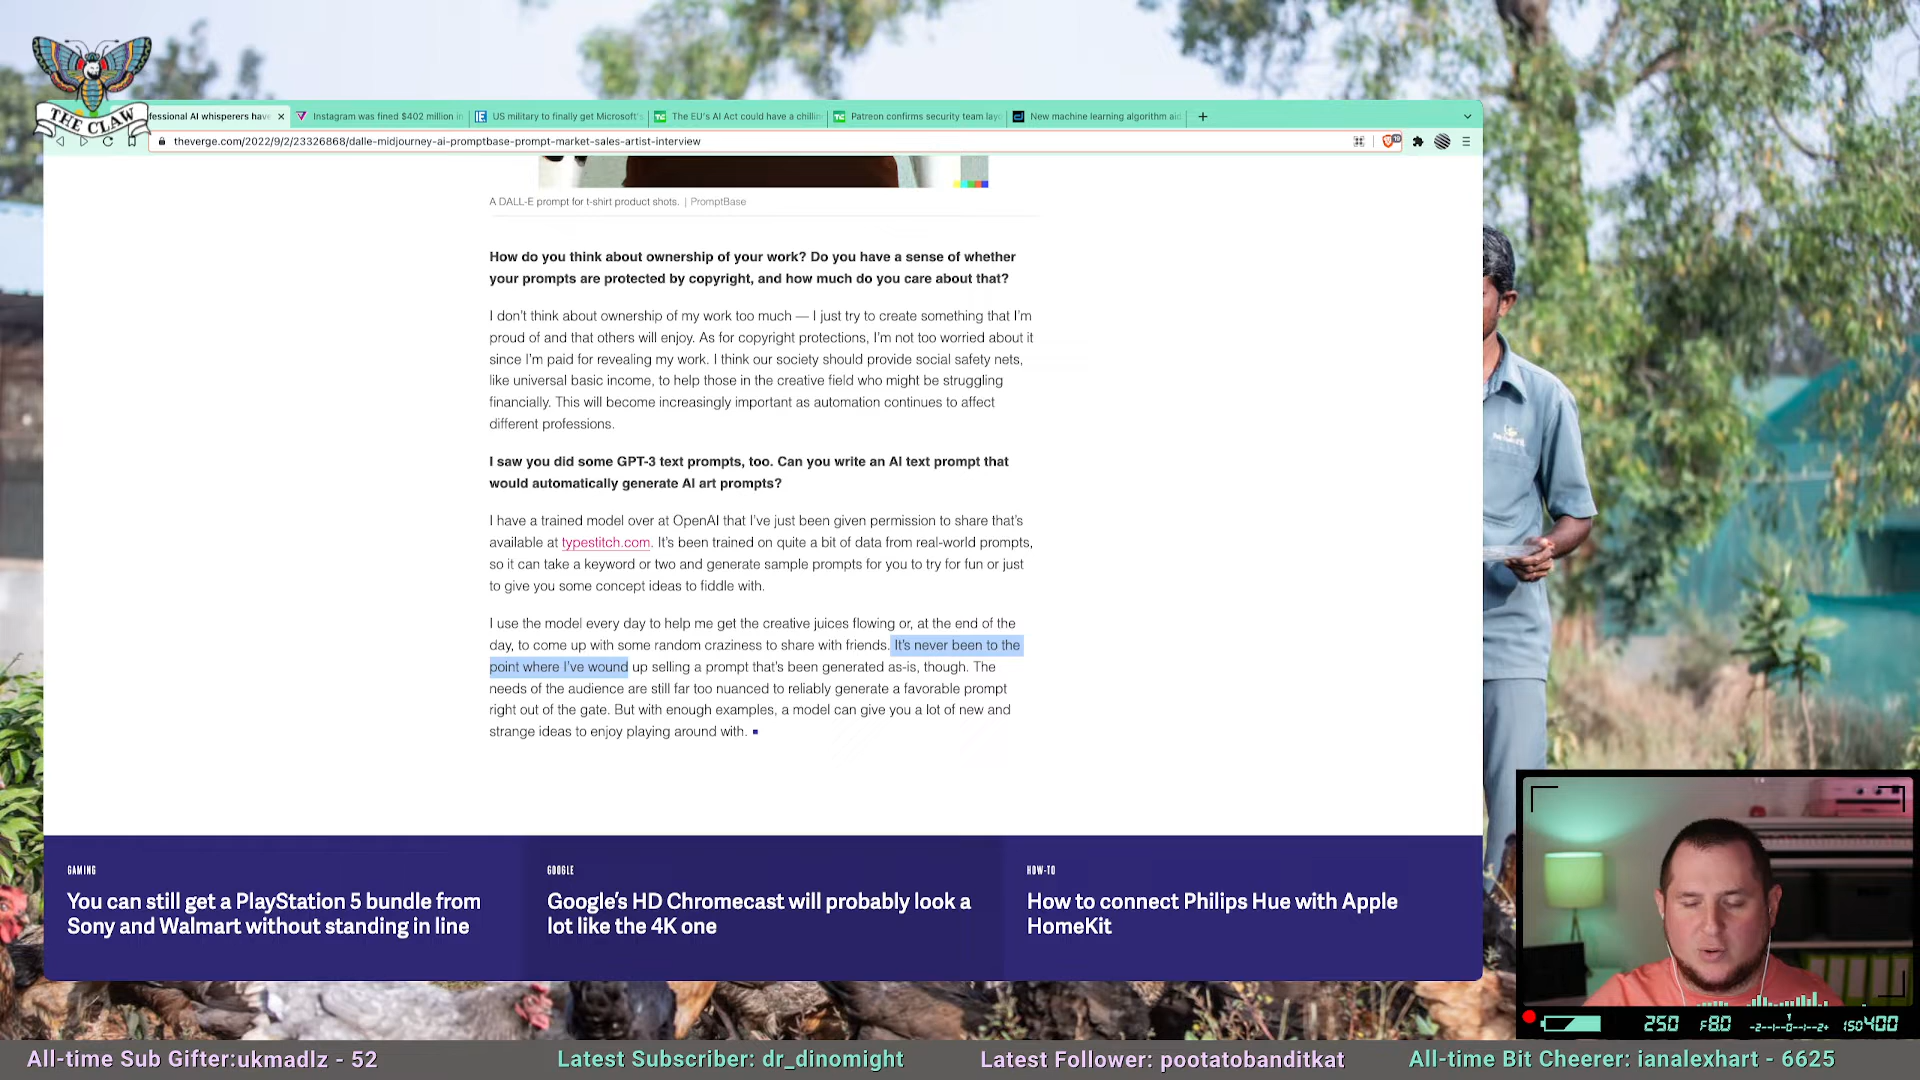 THE CLAW
fessional AI whisperers have
Instagram was fined $402 million in
US military to finally get Microsoft's
The EU's AI Act could have a chillin
Patreon confirms security team laye
New machine learning algorithm aid
theverge.com/2022/9/2/23326868/dalle-midjourney-ai-promptbase-prompt-market-sales-artist-interview
A DALL-E prompt for t-shirt product shots. | PromptBase
How do you think about ownership of your work? Do you have a sense of whether
your prompts are protected by copyright, and how much do you care about that?
I don't think about ownership of my work too much — I just try to create something that I'm
proud of and that others will enjoy. As for copyright protections, I'm not too worried about it
since I'm paid for revealing my work. I think our society should provide social safety nets,
like universal basic income, to help those in the creative field who might be struggling
financially. This will become increasingly important as automation continues to affect
different professions.
I saw you did some GPT-3 text prompts, too. Can you write an AI text prompt that
would automatically generate AI art prompts?
I have a trained model over at OpenAI that I've just been given permission to share that's
available at typestitch.com. It's been trained on quite a bit of data from real-world prompts,
so it can take a keyword or two and generate sample prompts for you to try for fun or just
to give you some concept ideas to fiddle with.
I use the model every day to help me get the creative juices flowing or, at the end of the
day, to come up with some random craziness to share with friends. It's never been to the
point where I've wound up selling a prompt that's been generated as-is, though. The
needs of the audience are still far too nuanced to reliably generate a favorable prompt
right out of the gate. But with enough examples, a model can give you a lot of new and
strange ideas to enjoy playing around with.
GAMING
You can still get a PlayStation 5 bundle from
Sony and Walmart without standing in line
GOOGLE
Google's HD Chromecast will probably look a
lot like the 4K one
HOW-TO
How to connect Philips Hue with Apple
HomeKit
250 F8.0 -2--1--0--1--2+ ISO400
All-time Sub Gifter:ukmadlz - 52
Latest Subscriber: dr_dinomight
Latest Follower: pootatobanditkat
All-time Bit Cheerer: ianalexhart - 6625